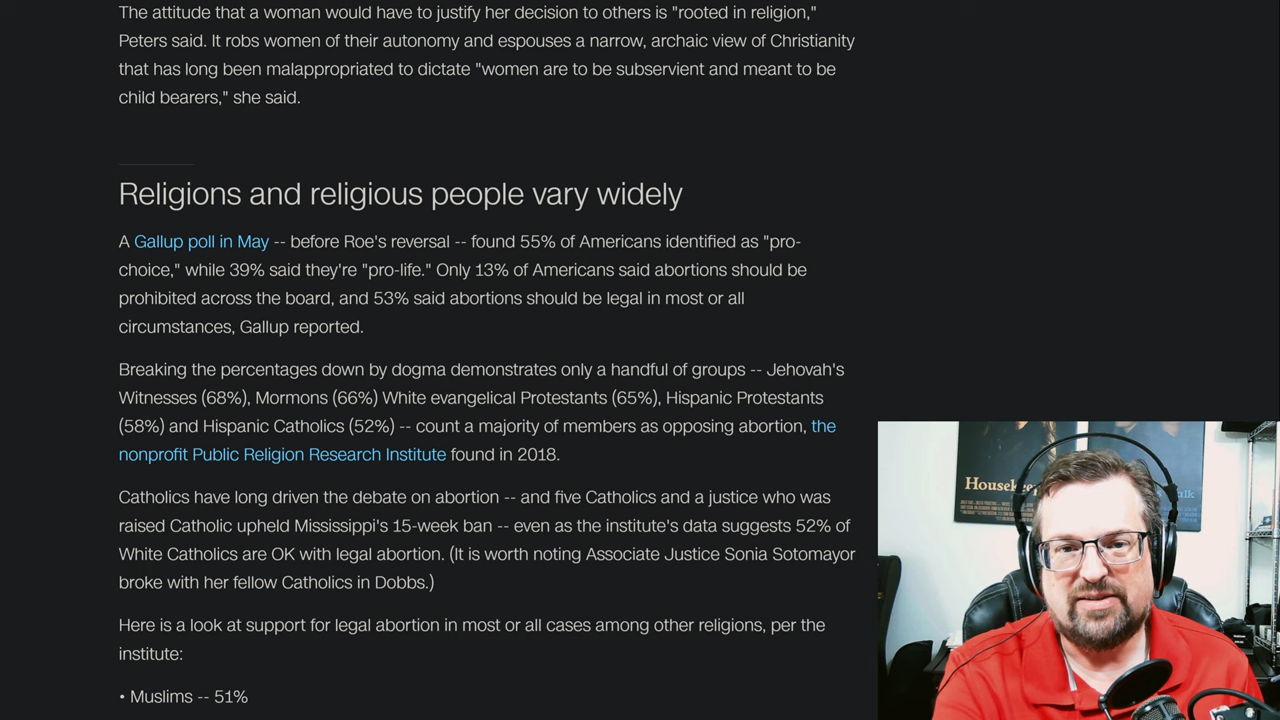 The attitude that a woman would have to justify her decision to others is "rooted in religion,"
Peters said. It robs women of their autonomy and espouses a narrow, archaic view of Christianity
that has long been malappropriated to dictate "women are to be subservient and meant to be
child bearers," she said.
Religions and religious people vary widely
A Gallup poll in May -- before Roe's reversal -- found 55% of Americans identified as "pro-
choice," while 39% said they're "pro-life." Only 13% of Americans said abortions should be
prohibited across the board, and 53% said abortions should be legal in most or all
circumstances, Gallup reported.
Breaking the percentages down by dogma demonstrates only a handful of groups -- Jehovah's
Witnesses (68%), Mormons (66%) White evangelical Protestants (65%), Hispanic Protestants
(58%) and Hispanic Catholics (52%) -- count a majority of members as opposing abortion, the
nonprofit Public Religion Research Institute found in 2018.
Catholics have long driven the debate on abortion -- and five Catholics and a justice who was
raised Catholic upheld Mississippi's 15-week ban -- even as the institute's data suggests 52% of
White Catholics are OK with legal abortion. (It is worth noting Associate Justice Sonia Sotomayor
broke with her fellow Catholics in Dobbs.)
Here is a look at support for legal abortion in most or all cases among other religions, per the
institute:
• Muslims -- 51%